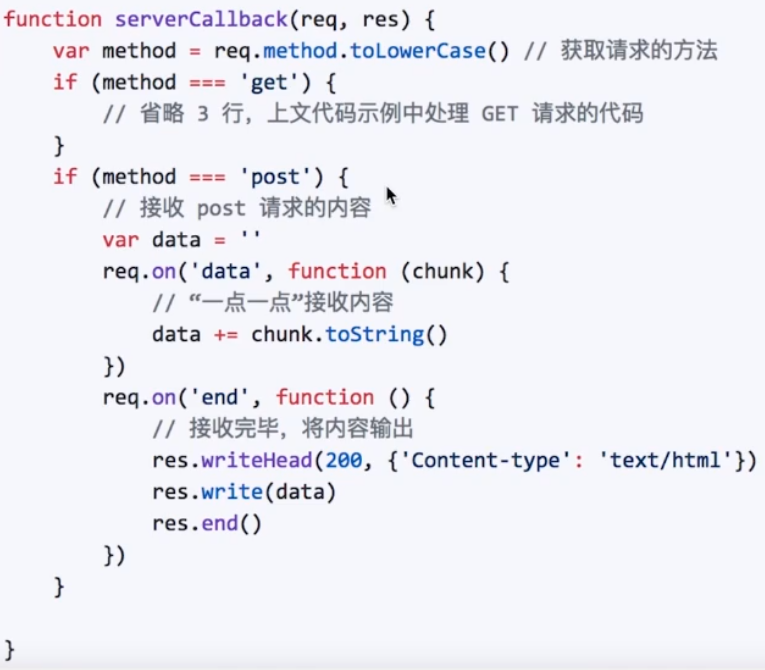 function serverCallback(req, res) {
    var method = req.method.toLowerCase() // 获取请求的方法
    if (method === 'get') {
        // 省略 3 行，上文代码示例中处理 GET 请求的代码
    }
    if (method === 'post') {
        // 接收 post 请求的内容
        var data = ''
        req.on('data', function (chunk) {
            // “一点一点”接收内容
            data += chunk.toString()
        })
        req.on('end', function () {
            // 接收完毕，将内容输出
            res.writeHead(200, {'Content-type': 'text/html'})
            res.write(data)
            res.end()
        })
    }
}